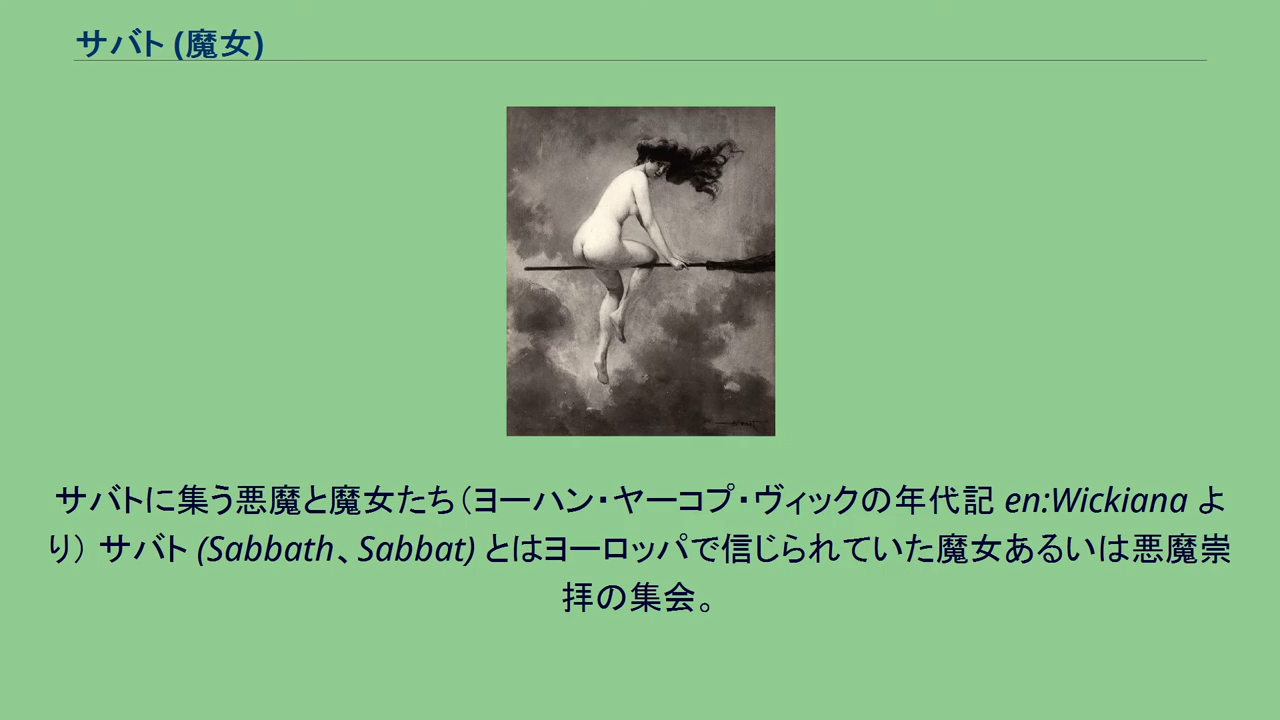 サバト (魔女)
サバトに集う悪魔と魔女たち（ヨーハン・ヤーコプ・ヴィックの年代記 en:Wickiana よ
り） サバト (Sabbath、Sabbat) とはヨーロッパで信じられていた魔女あるいは悪魔崇
拝の集会。